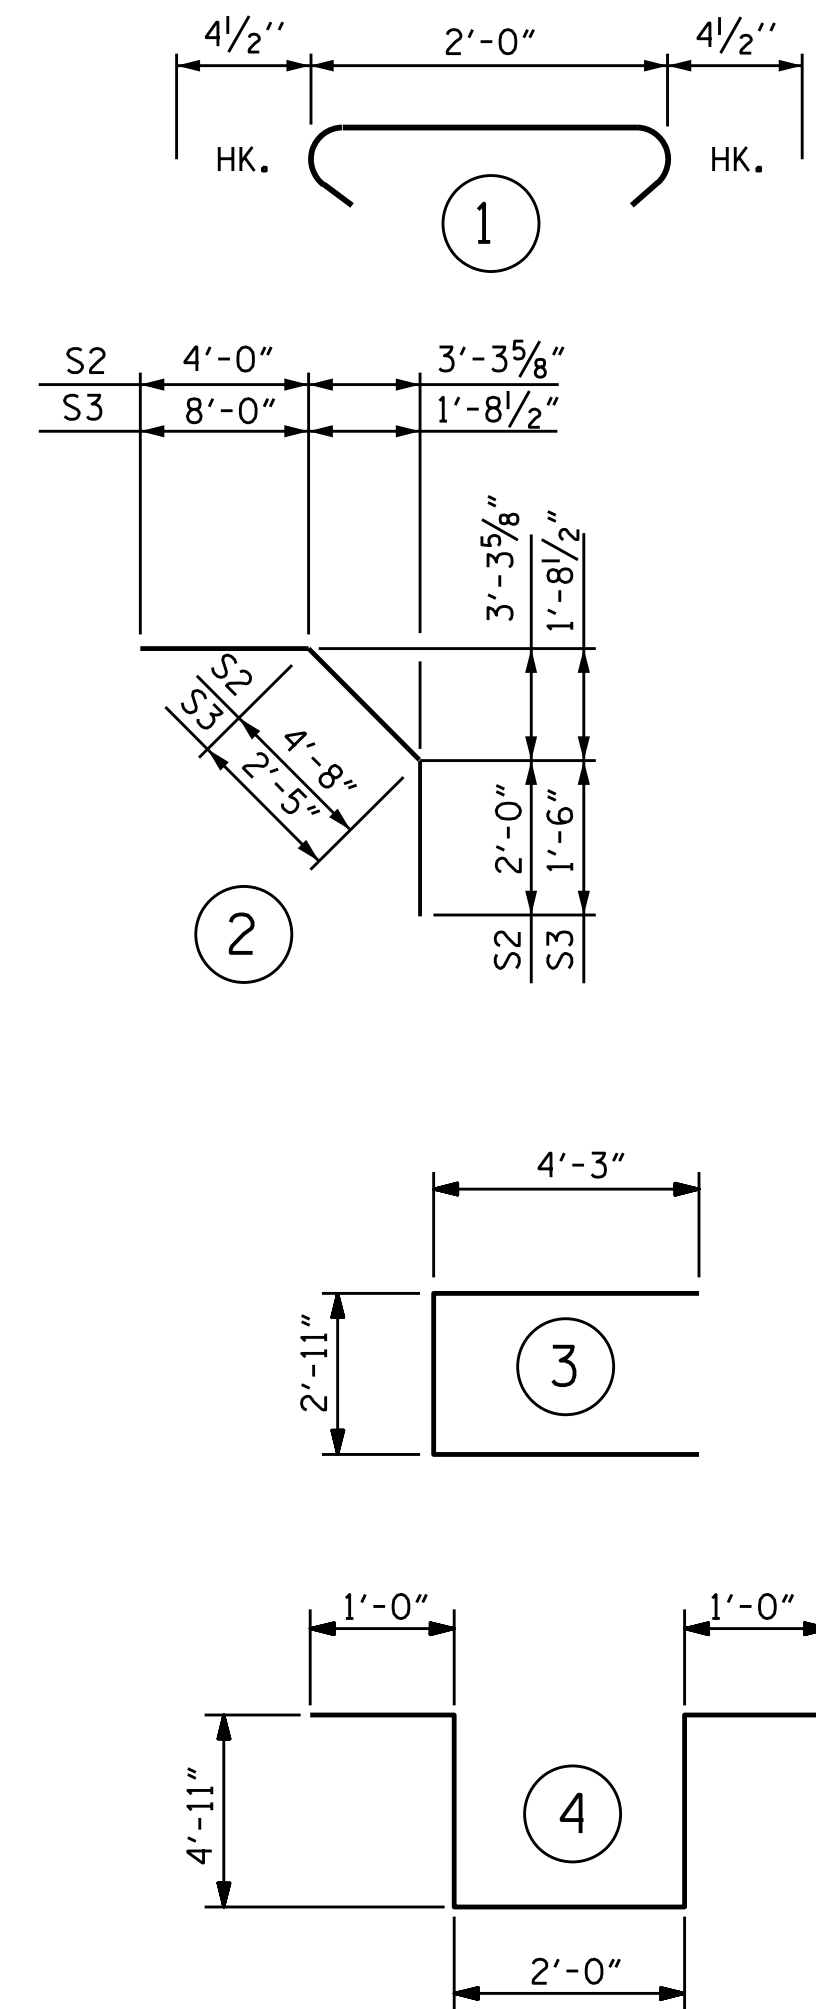 4½'' 2'-0" 4½''
HK. HK.
1
S2 4'-0" 3'-3⅝"
S3 8'-0" 1'-8½"
3'-3⅝" 1'-8½"
S2 4'-8"
S3 2'-5"
2'-0" 1'-6"
2
S2 S3
4'-3"
2'-11"
3
1'-0" 1'-0"
4'-11"
4
2'-0"